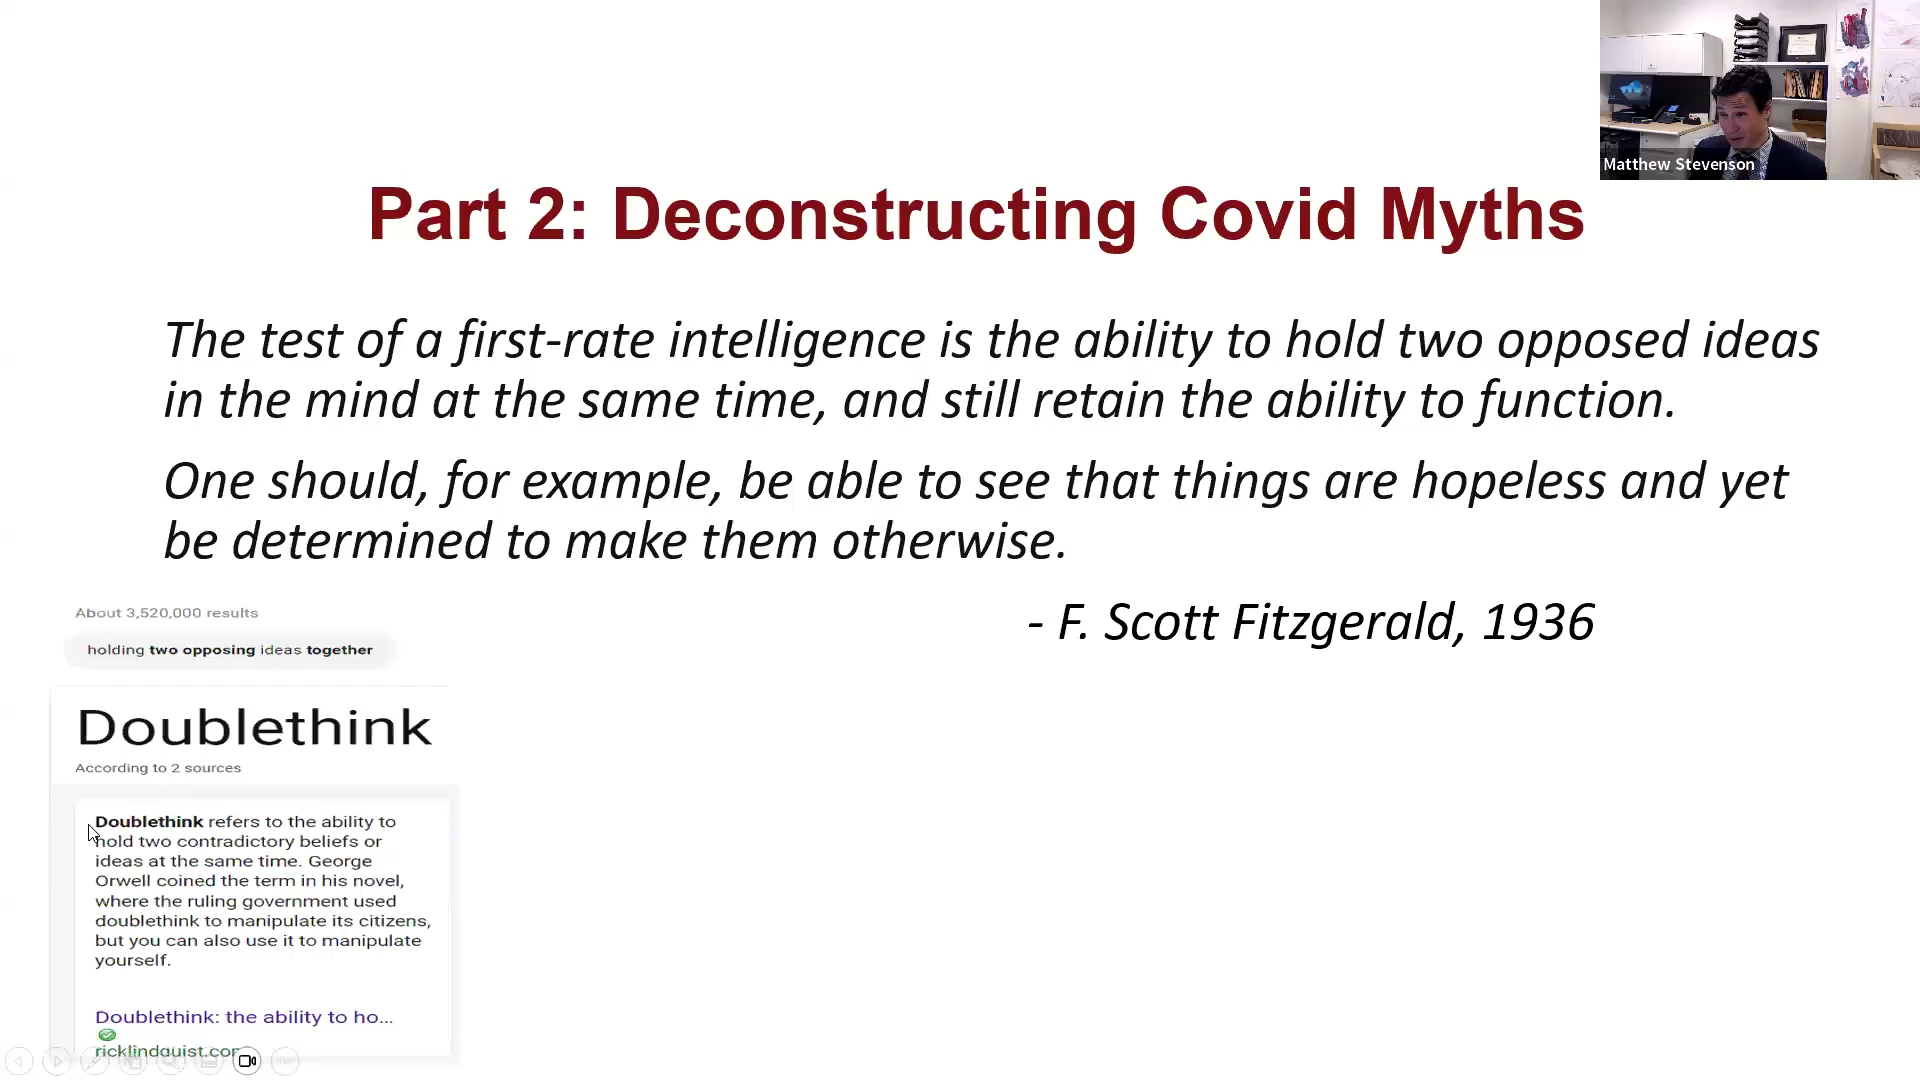 Matthew Stevenson
Part 2: Deconstructing Covid Myths
The test of a first-rate intelligence is the ability to hold two opposed ideas
in the mind at the same time, and still retain the ability to function.
One should, for example, be able to see that things are hopeless and yet
be determined to make them otherwise.
- F. Scott Fitzgerald, 1936
About 3,520,000 results
holding two opposing ideas together
Doublethink
According to 2 sources
Doublethink refers to the ability to
hold two contradictory beliefs or
ideas at the same time. George
Orwell coined the term in his novel,
where the ruling government used
doublethink to manipulate its citizens,
but you can also use it to manipulate
yourself.
Doublethink: the ability to ho...
ricklindquist.com